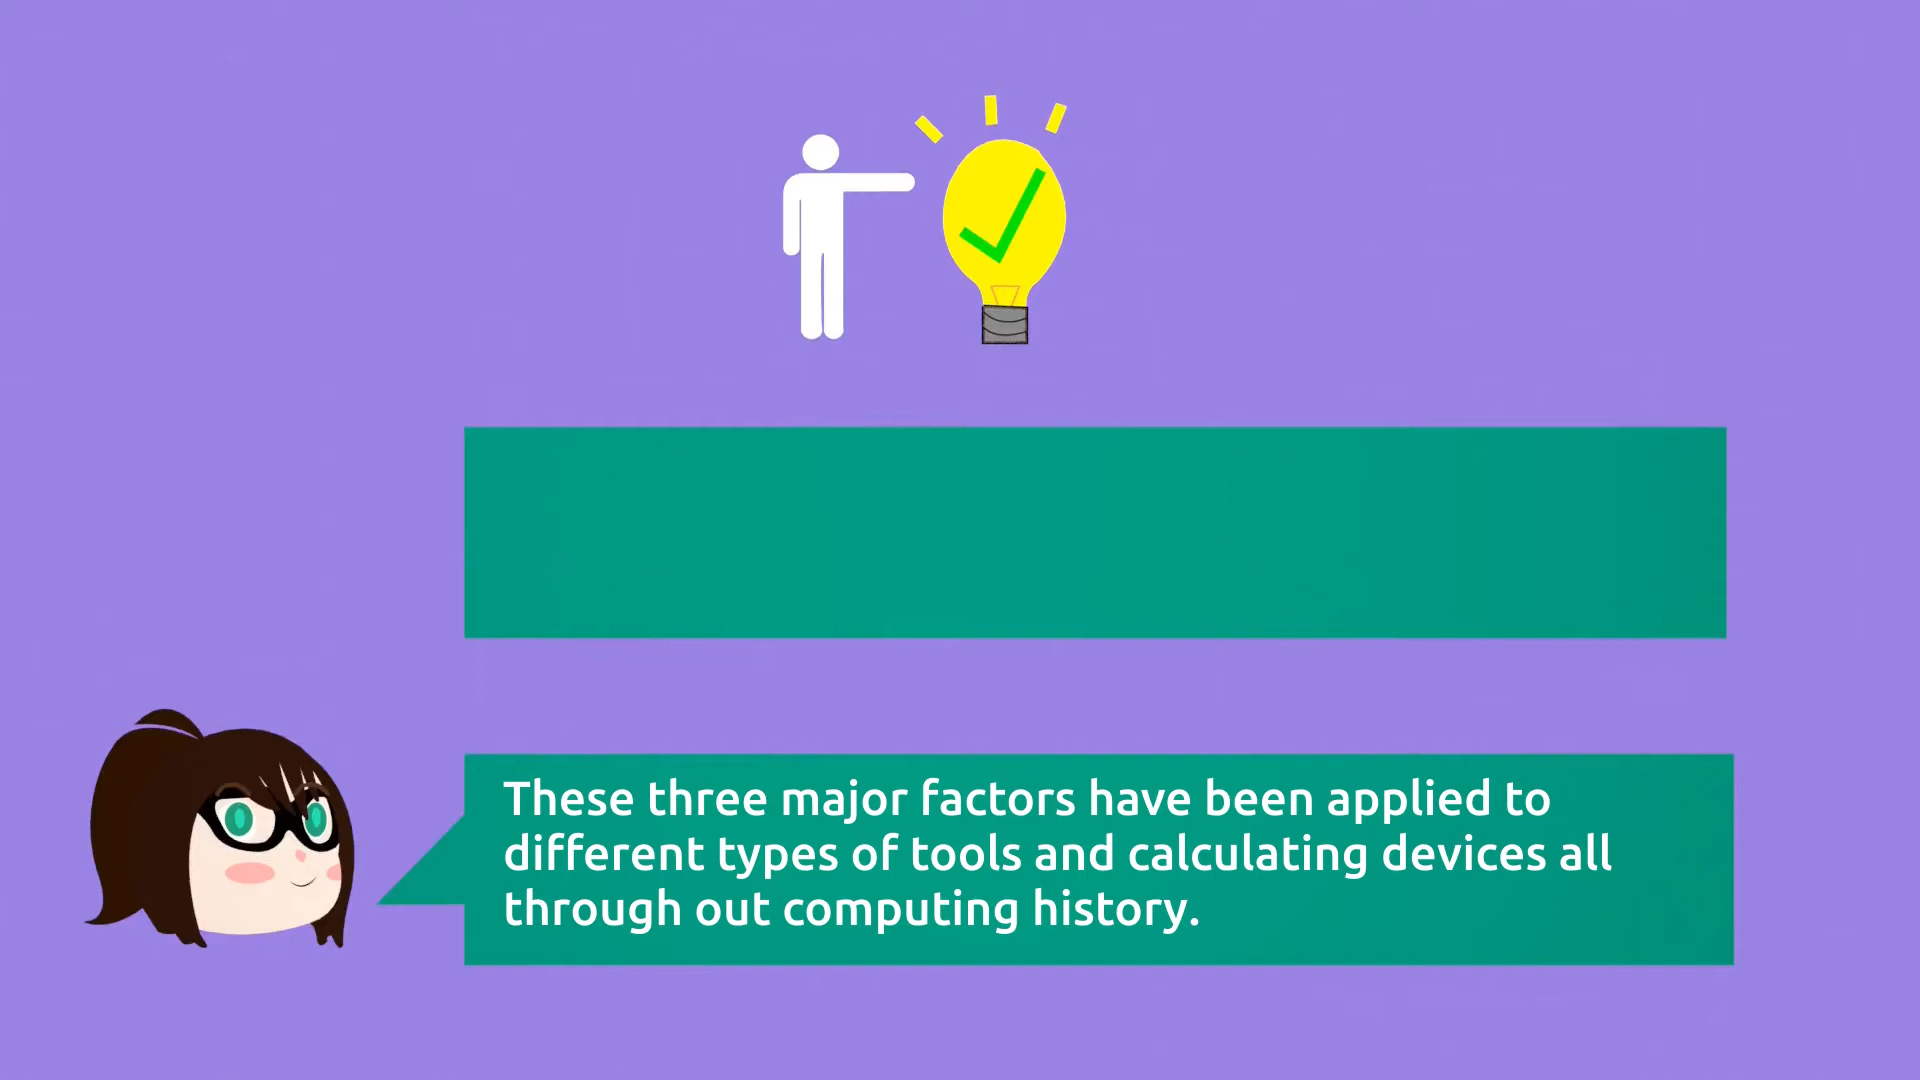 These three major factors have been applied to
different types of tools and calculating devices all
through out computing history.